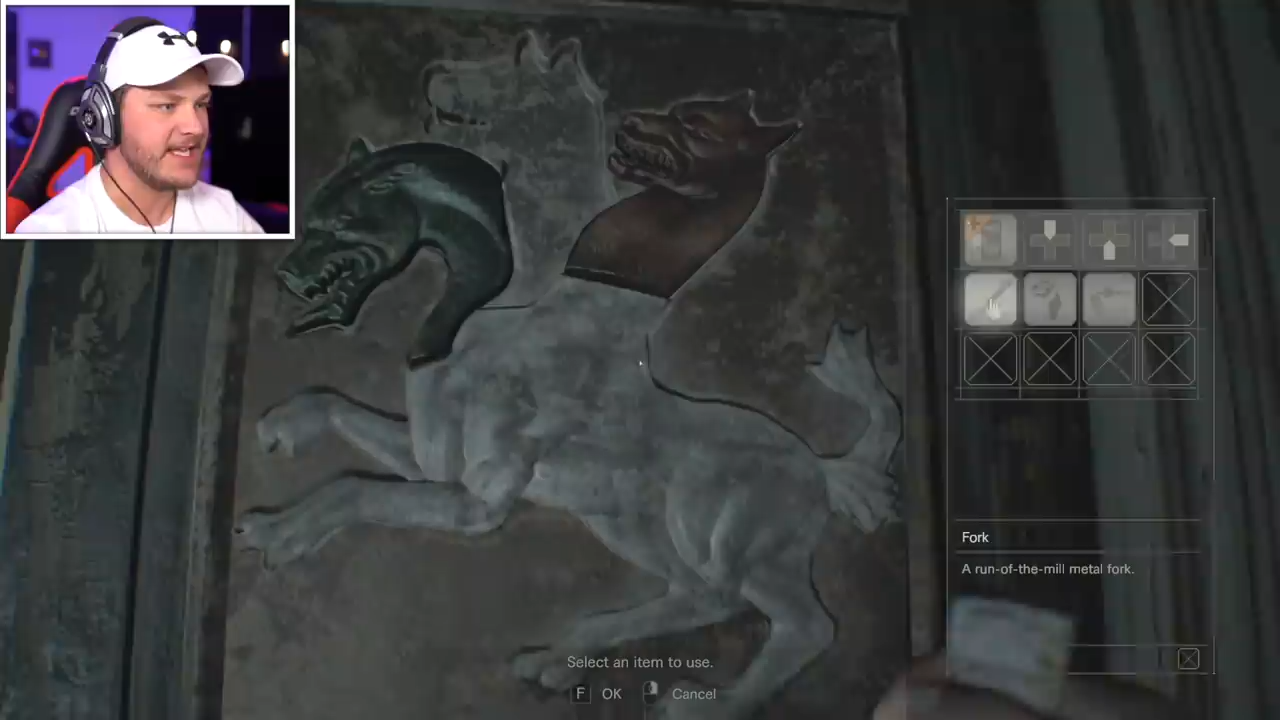 Fork
A run-of-the-mill metal fork.
Select an item to use.
F OK Cancel